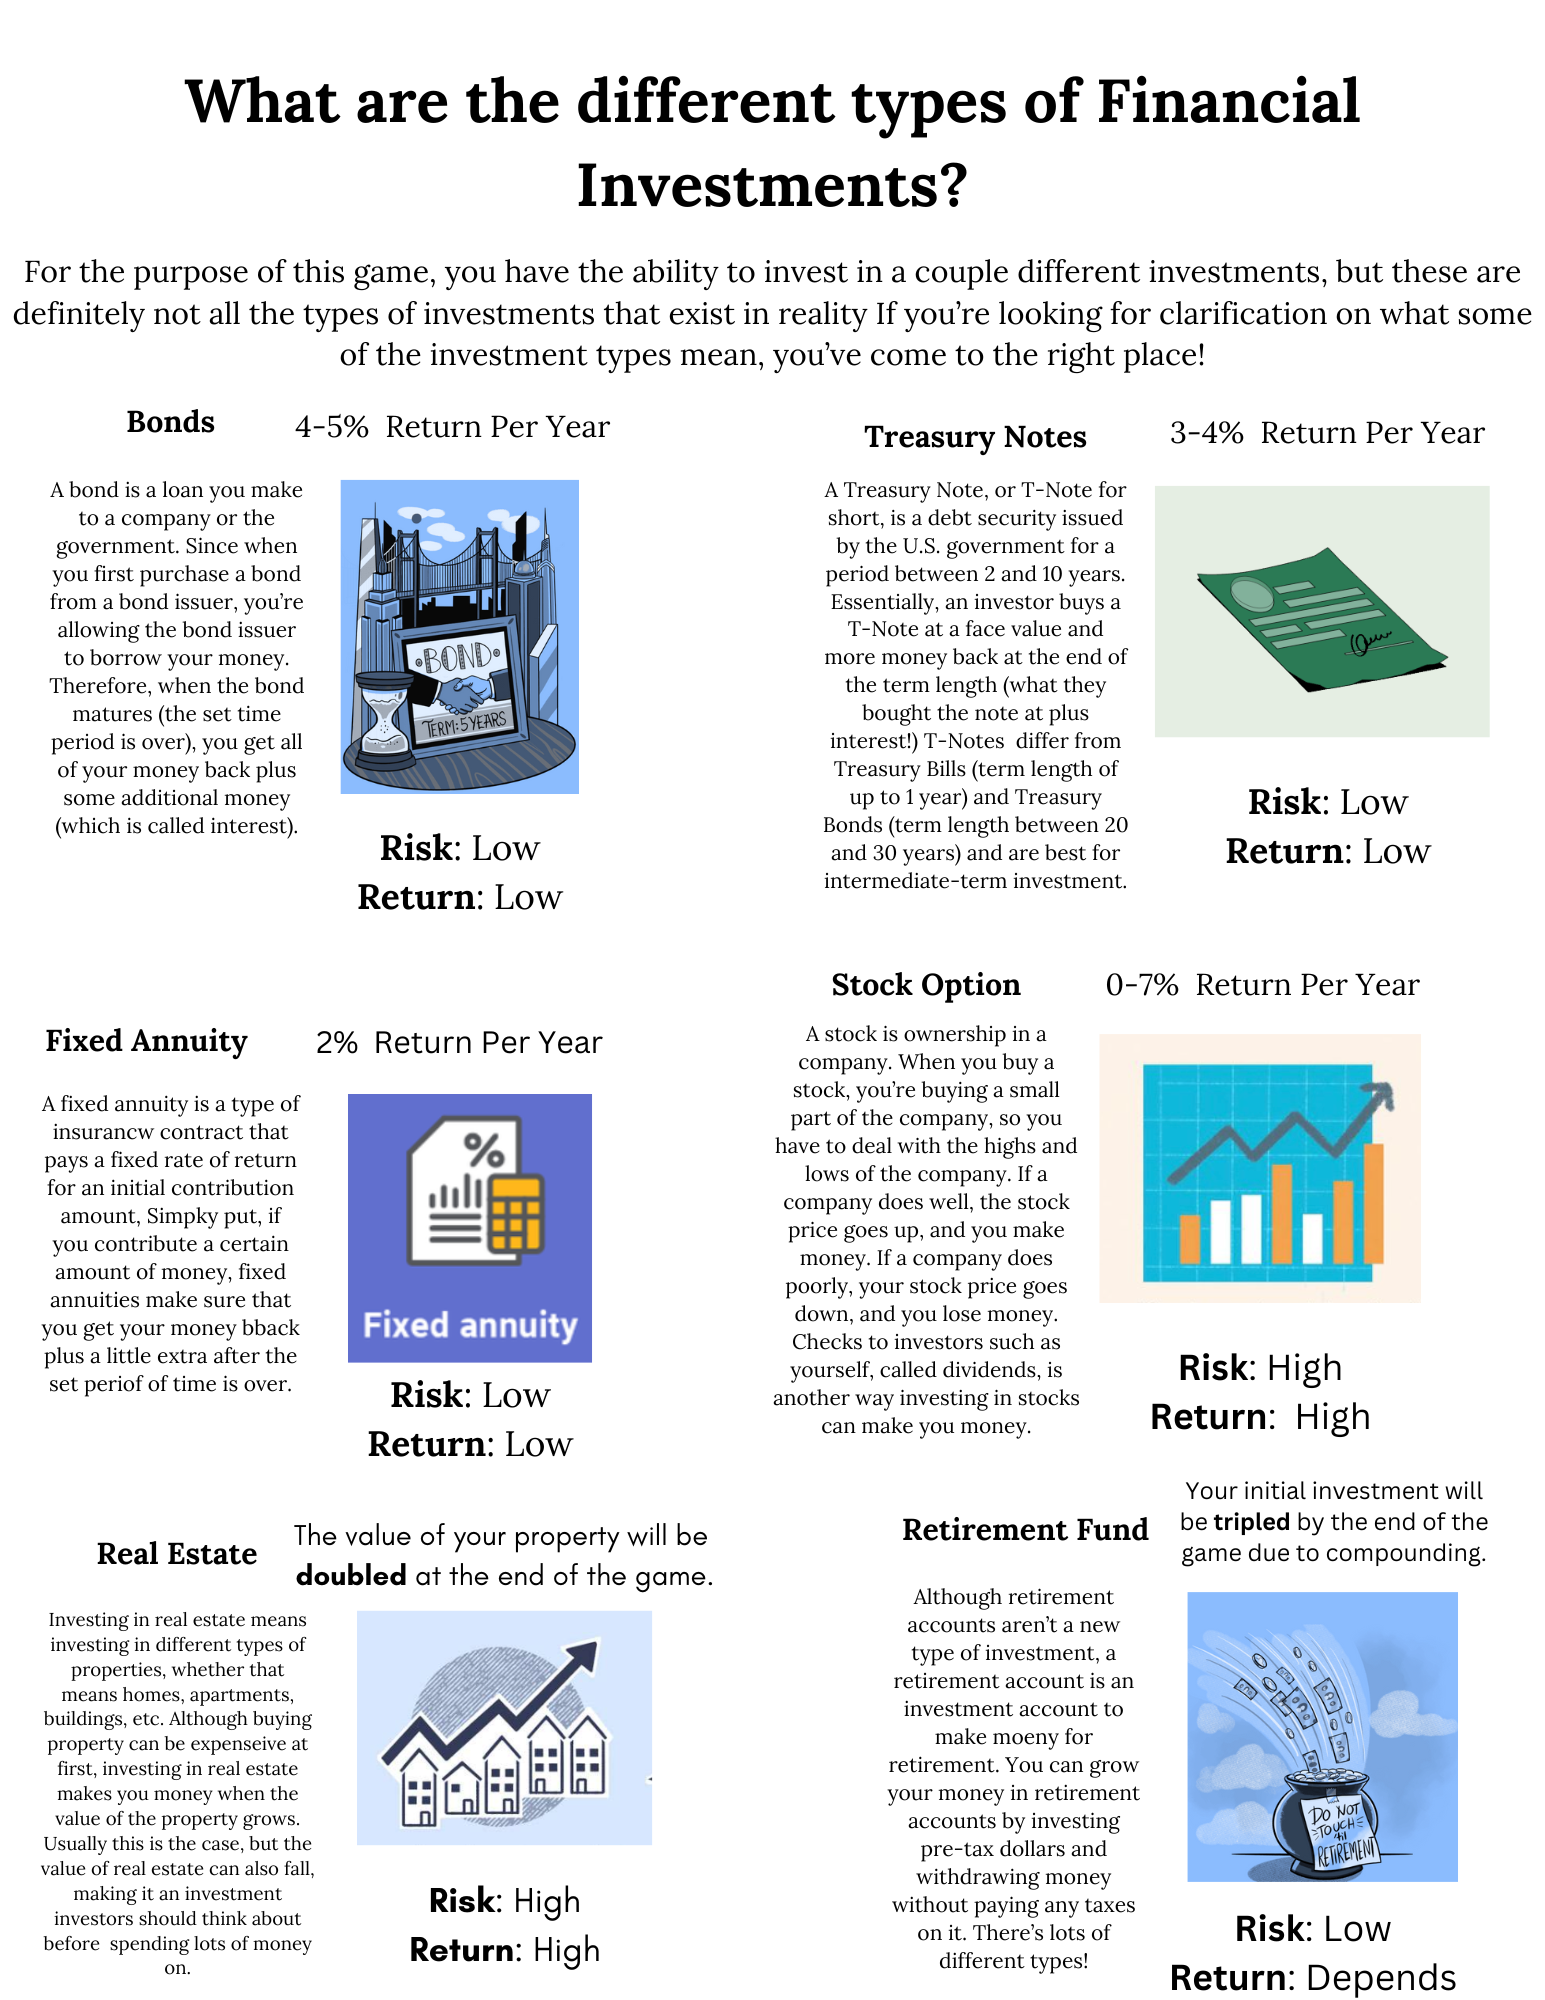 What are the different types of Financial
Investments?
For the purpose of this game, you have the ability to invest in a couple different investments, but these are
definitely not all the types of investments that exist in reality If you’re looking for clarification on what some
of the investment types mean, you’ve come to the right place!
Bonds
4-5% Return Per Year
A bond is a loan you make
to a company or the
government. Since when
you first purchase a bond
from a bond issuer, you’re
allowing the bond issuer
to borrow your money.
Therefore, when the bond
matures (the set time
period is over), you get all
of your money back plus
some additional money
(which is called interest).
BOND
TERM: 5 YEARS
Risk: Low
Return: Low
Treasury Notes
3-4% Return Per Year
A Treasury Note, or T-Note for
short, is a debt security issued
by the U.S. government for a
period between 2 and 10 years.
Essentially, an investor buys a
T-Note at a face value and
more money back at the end of
the term length (what they
bought the note at plus
interest!) T-Notes differ from
Treasury Bills (term length of
up to 1 year) and Treasury
Bonds (term length between 20
and 30 years) and are best for
intermediate-term investment.
Risk: Low
Return: Low
Fixed Annuity
2% Return Per Year
A fixed annuity is a type of
insurancw contract that
pays a fixed rate of return
for an initial contribution
amount, Simpky put, if
you contribute a certain
amount of money, fixed
annuities make sure that
you get your money bback
plus a little extra after the
set periof of time is over.
%
Fixed annuity
Risk: Low
Return: Low
Stock Option
0-7% Return Per Year
A stock is ownership in a
company. When you buy a
stock, you’re buying a small
part of the company, so you
have to deal with the highs and
lows of the company. If a
company does well, the stock
price goes up, and you make
money. If a company does
poorly, your stock price goes
down, and you lose money.
Checks to investors such as
yourself, called dividends, is
another way investing in stocks
can make you money.
Risk: High
Return: High
Real Estate
The value of your property will be
doubled at the end of the game.
Investing in real estate means
investing in different types of
properties, whether that
means homes, apartments,
buildings, etc. Although buying
property can be expenseive at
first, investing in real estate
makes you money when the
value of the property grows.
Usually this is the case, but the
value of real estate can also fall,
making it an investment
investors should think about
before spending lots of money
on.
Risk: High
Return: High
Retirement Fund
Your initial investment will
be tripled by the end of the
game due to compounding.
Although retirement
accounts aren’t a new
type of investment, a
retirement account is an
investment account to
make moeny for
retirement. You can grow
your money in retirement
accounts by investing
pre-tax dollars and
withdrawing money
without paying any taxes
on it. There’s lots of
different types!
DO NOT
TOUCH
'til
RETIREMENT
Risk: Low
Return: Depends